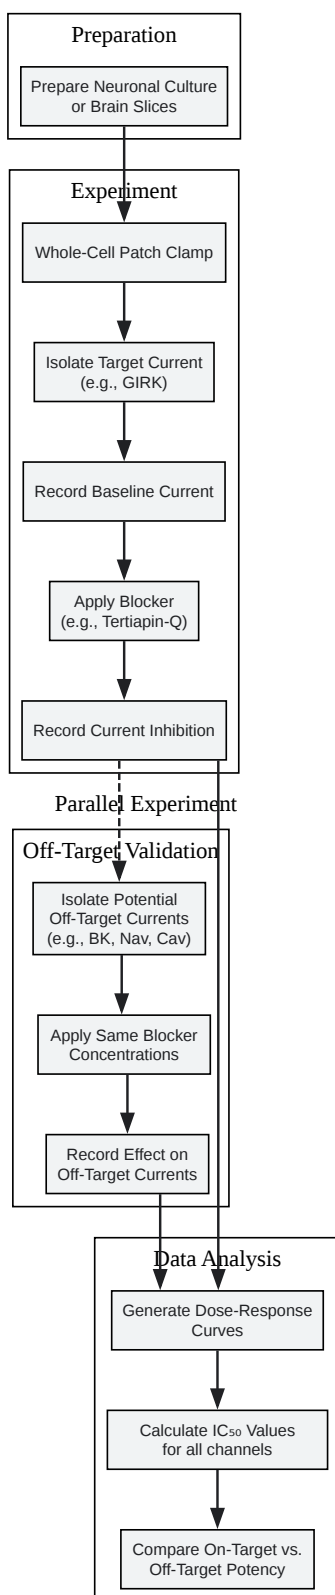 Preparation
Prepare Neuronal Culture
or Brain Slices
Experiment
Whole-Cell Patch Clamp
Isolate Target Current
(e.g., GIRK)
Record Baseline Current
Apply Blocker
(e.g., Tertiapin-Q)
Record Current Inhibition
Parallel Experiment
Off-Target Validation
Isolate Potential
Off-Target Currents
(e.g., BK, Nav, Cav)
Apply Same Blocker
Concentrations
Record Effect on
Off-Target Currents
Data Analysis
Generate Dose-Response
Curves
Calculate IC₅₀ Values
for all channels
Compare On-Target vs.
Off-Target Potency